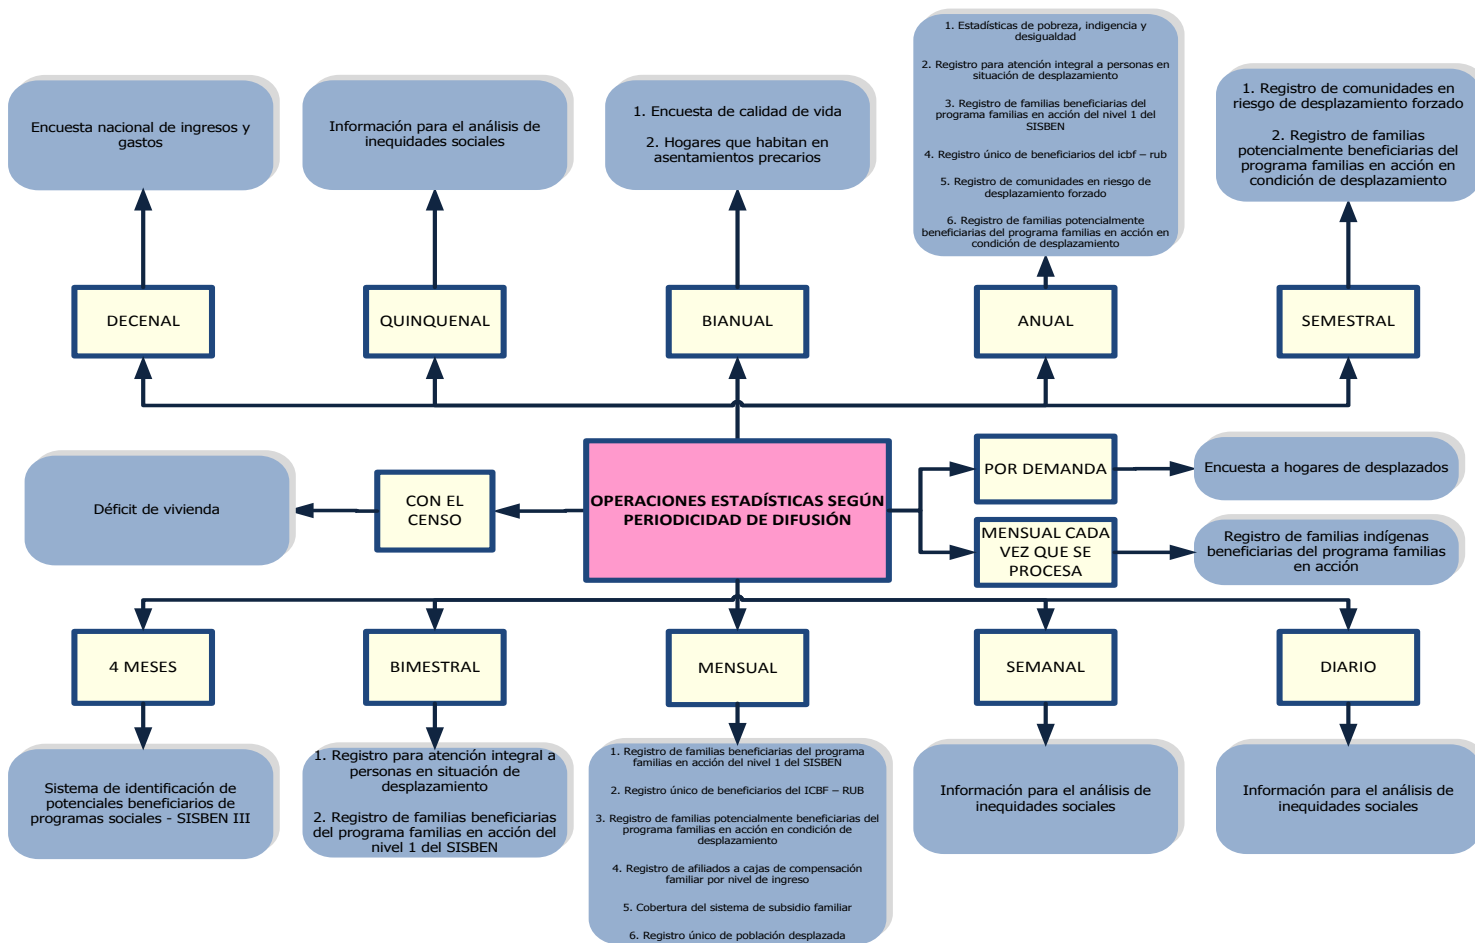 Encuesta nacional de ingresos y
gastos
Información para el análisis de
inequidades sociales
1. Encuesta de calidad de vida
2. Hogares que habitan en
asentamientos precarios
1. Estadísticas de pobreza, indigencia y
desigualdad
2. Registro para atención integral a personas en
situación de desplazamiento
3. Registro de familias beneficiarias del
programa familias en acción del nivel 1 del
SISBEN
4. Registro único de beneficiarios del icbf – rub
5. Registro de comunidades en riesgo de
desplazamiento forzado
6. Registro de familias potencialmente
beneficiarias del programa familias en acción en
condición de desplazamiento
1. Registro de comunidades en
riesgo de desplazamiento forzado
2. Registro de familias
potencialmente beneficiarias del
programa familias en acción en
condición de desplazamiento
DECENAL
QUINQUENAL
BIANUAL
ANUAL
SEMESTRAL
Déficit de vivienda
CON EL
CENSO
OPERACIONES ESTADÍSTICAS SEGÚN
PERIODICIDAD DE DIFUSIÓN
POR DEMANDA
Encuesta a hogares de desplazados
MENSUAL CADA
VEZ QUE SE
PROCESA
Registro de familias indígenas
beneficiarias del programa familias
en acción
4 MESES
BIMESTRAL
MENSUAL
SEMANAL
DIARIO
Sistema de identificación de
potenciales beneficiarios de
programas sociales - SISBEN III
1. Registro para atención integral a
personas en situación de
desplazamiento
2. Registro de familias beneficiarias
del programa familias en acción del
nivel 1 del SISBEN
1. Registro de familias beneficiarias del programa
familias en acción del nivel 1 del SISBEN
2. Registro único de beneficiarios del ICBF – RUB
3. Registro de familias potencialmente beneficiarias del
programa familias en acción en condición de
desplazamiento
4. Registro de afiliados a cajas de compensación
familiar por nivel de ingreso
5. Cobertura del sistema de subsidio familiar
6. Registro único de población desplazada
Información para el análisis de
inequidades sociales
Información para el análisis de
inequidades sociales